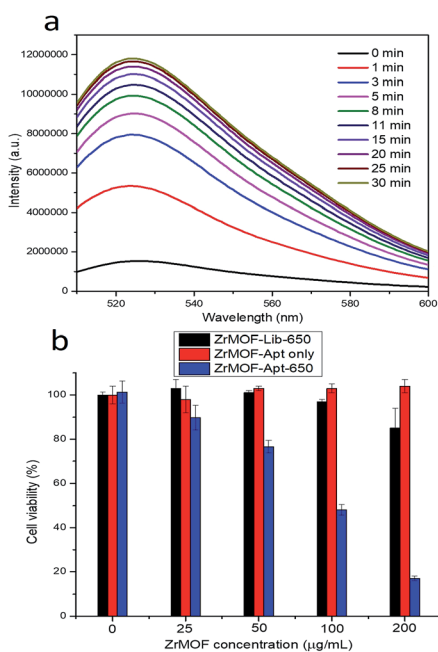 a
12000000
10000000
8000000
6000000
4000000
2000000
0
Intensity (a.u.)
0 min
1 min
3 min
5 min
8 min
11 min
15 min
20 min
25 min
30 min
520 540 560 580 600
Wavelength (nm)
b
ZrMOF-Lib-650
ZrMOF-Apt only
ZrMOF-Apt-650
100
80
60
40
20
0
Cell viability (%)
0 25 50 100 200
ZrMOF concentration (μg/mL)